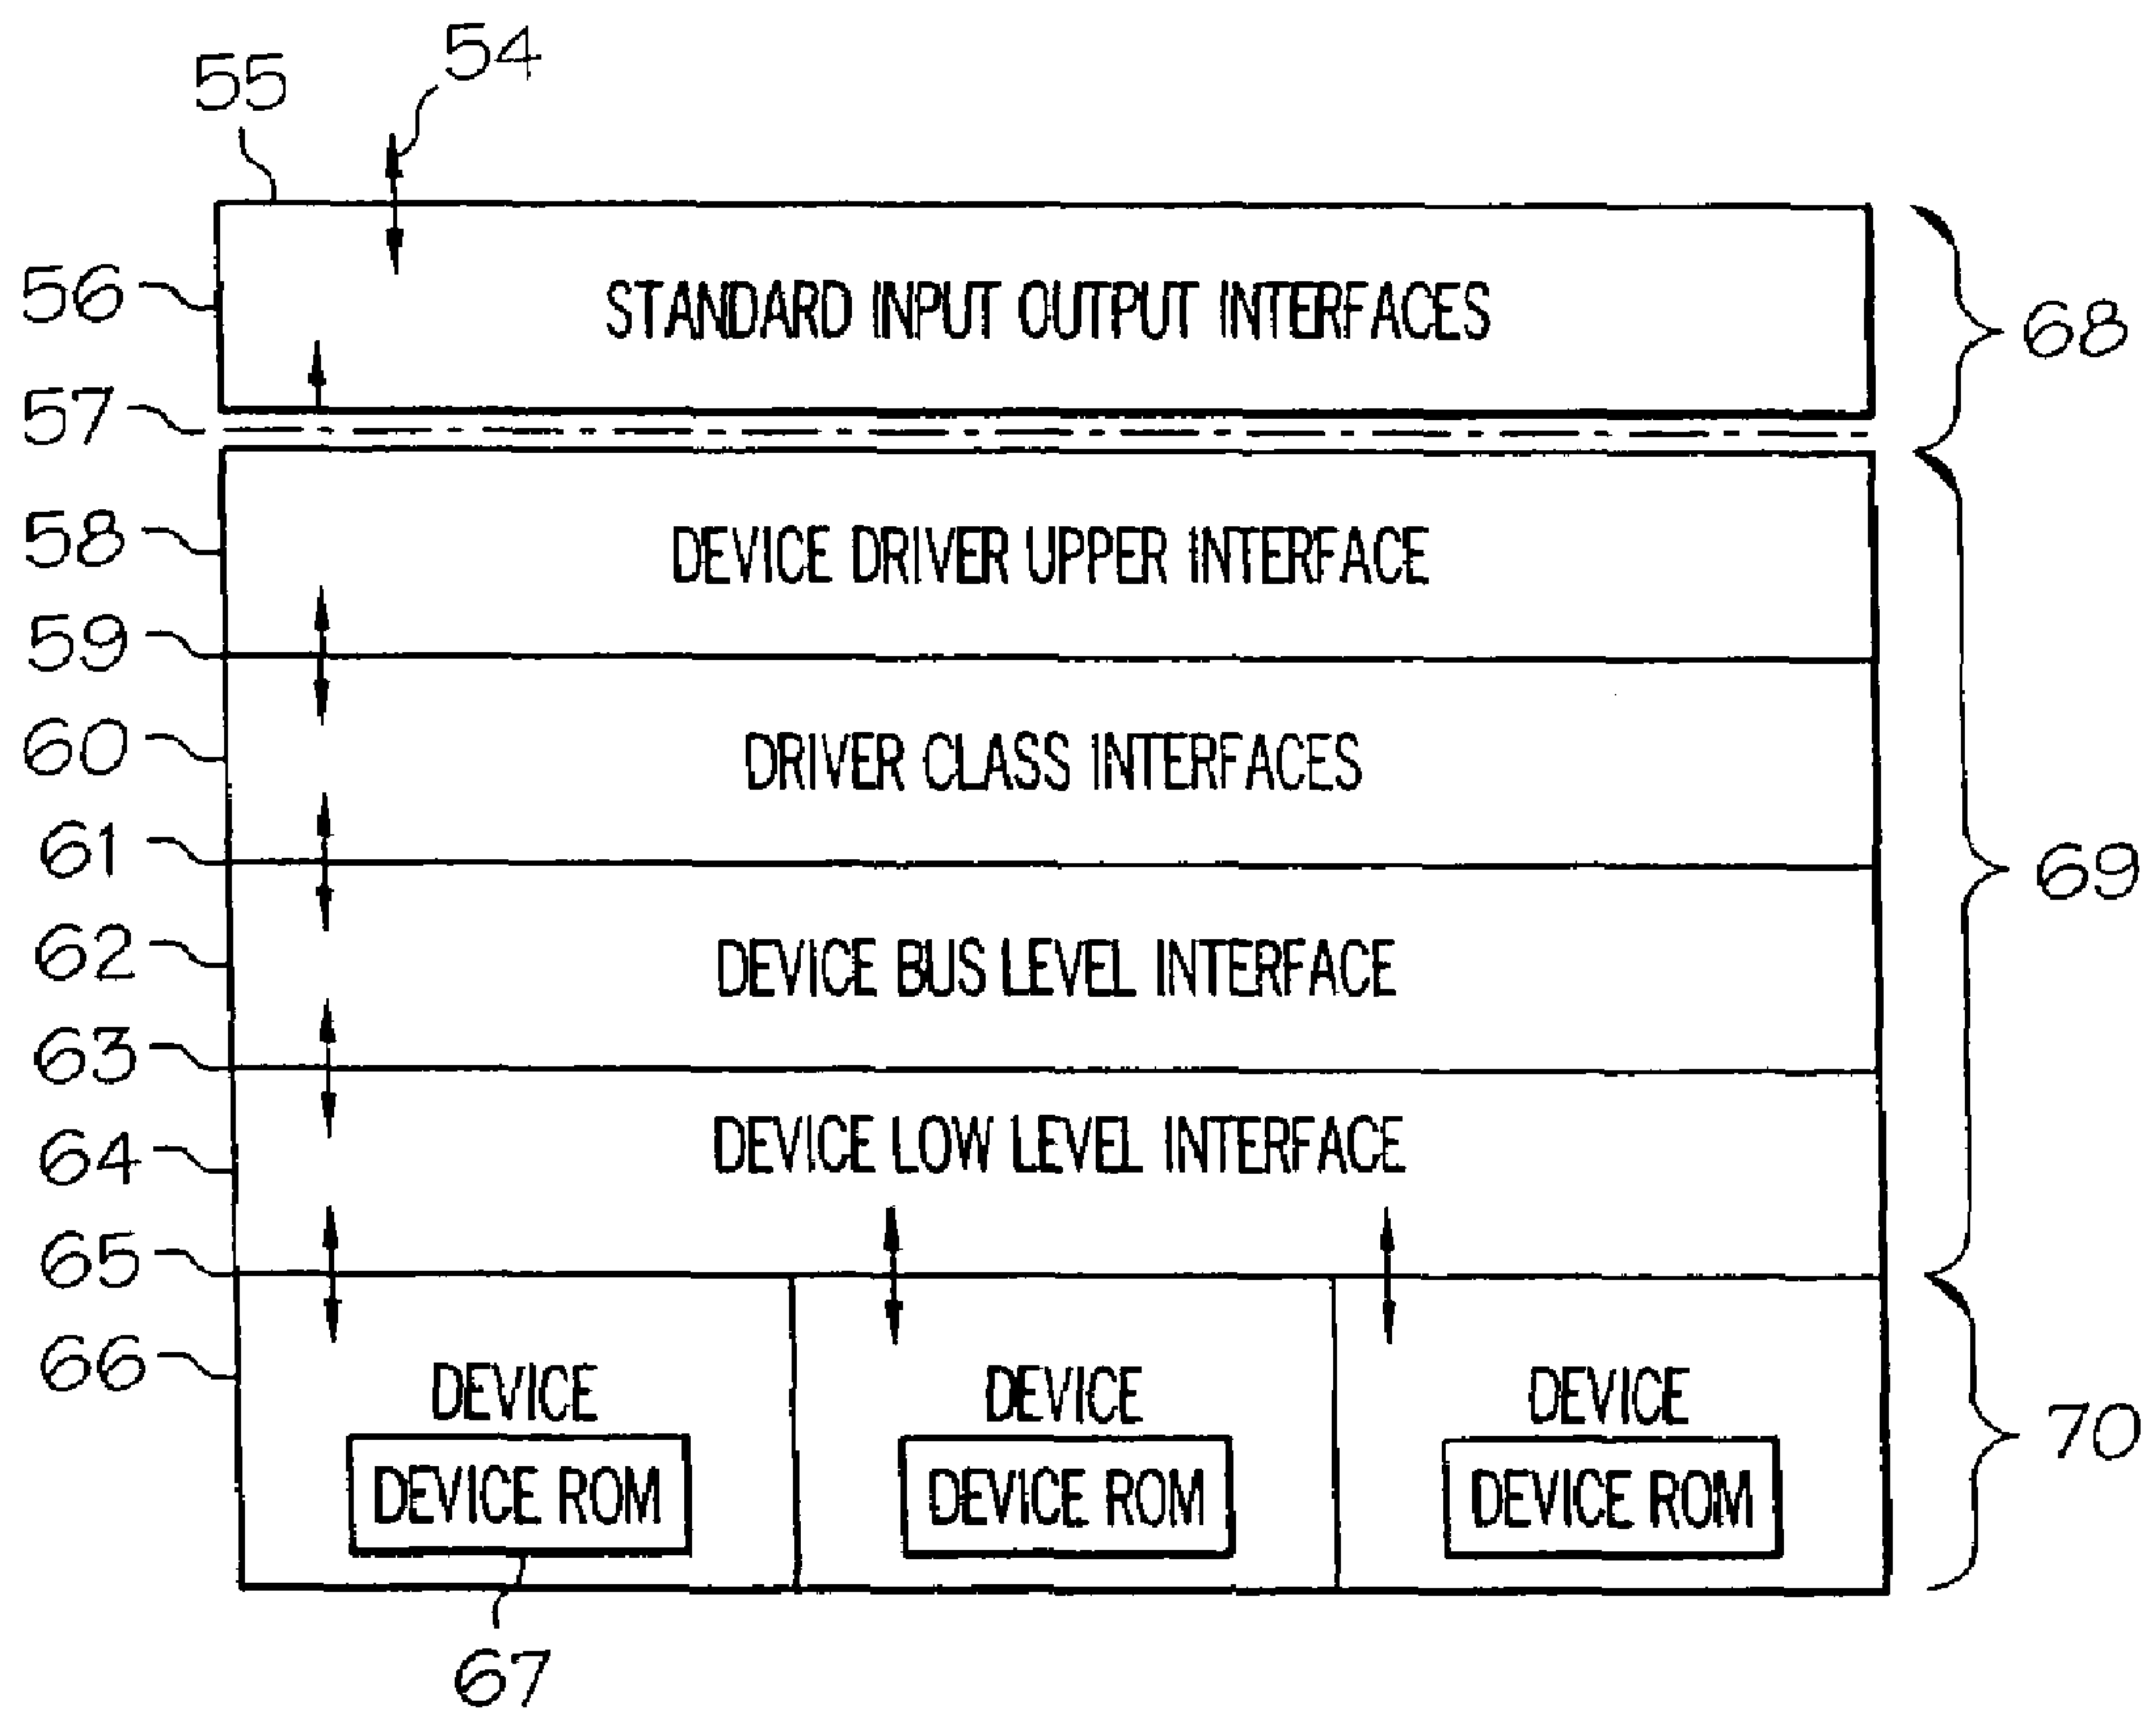 54
55
56
STANDARD INPUT OUTPUT INTERFACES
68
57
58
DEVICE DRIVER UPPER INTERFACE
59
60
DRIVER CLASS INTERFACES
61
69
62
DEVICE BUS LEVEL INTERFACE
63
64
DEVICE LOW LEVEL INTERFACE
65
66
DEVICE DEVICE DEVICE
70
DEVICE ROM DEVICE ROM DEVICE ROM
67